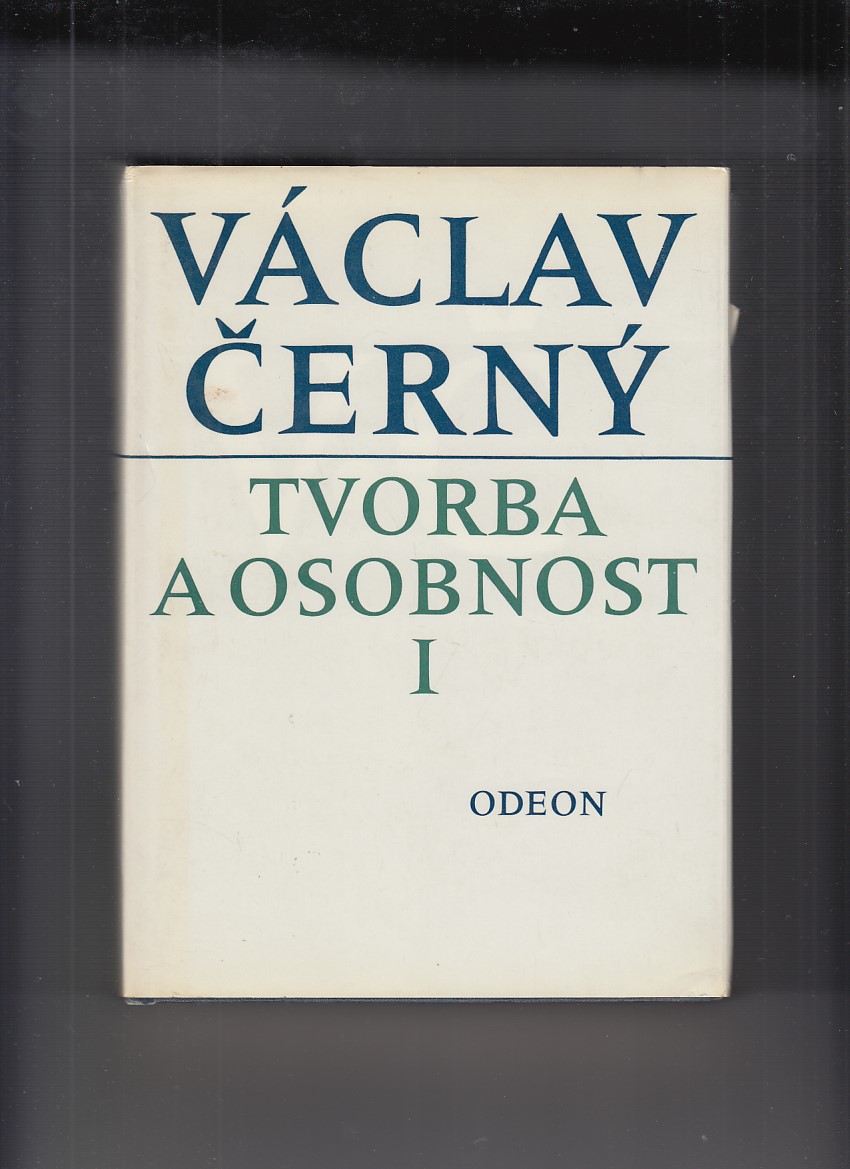 VÁCLAV
ČERNÝ
TVORBA
A OSOBNOST
I
ODEON